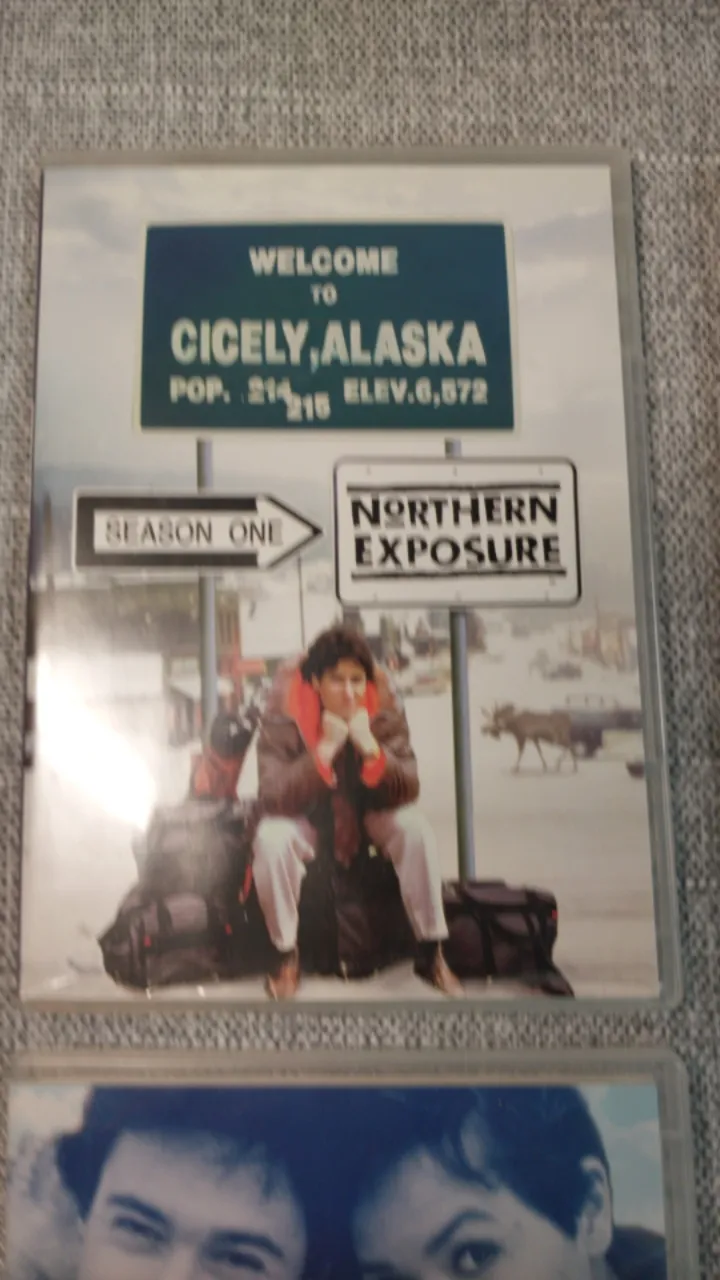 WELCOME
TO
CICELY, ALASKA
POP. 214 215 ELEV. 6,572
SEASON ONE
NORTHERN
EXPOSURE